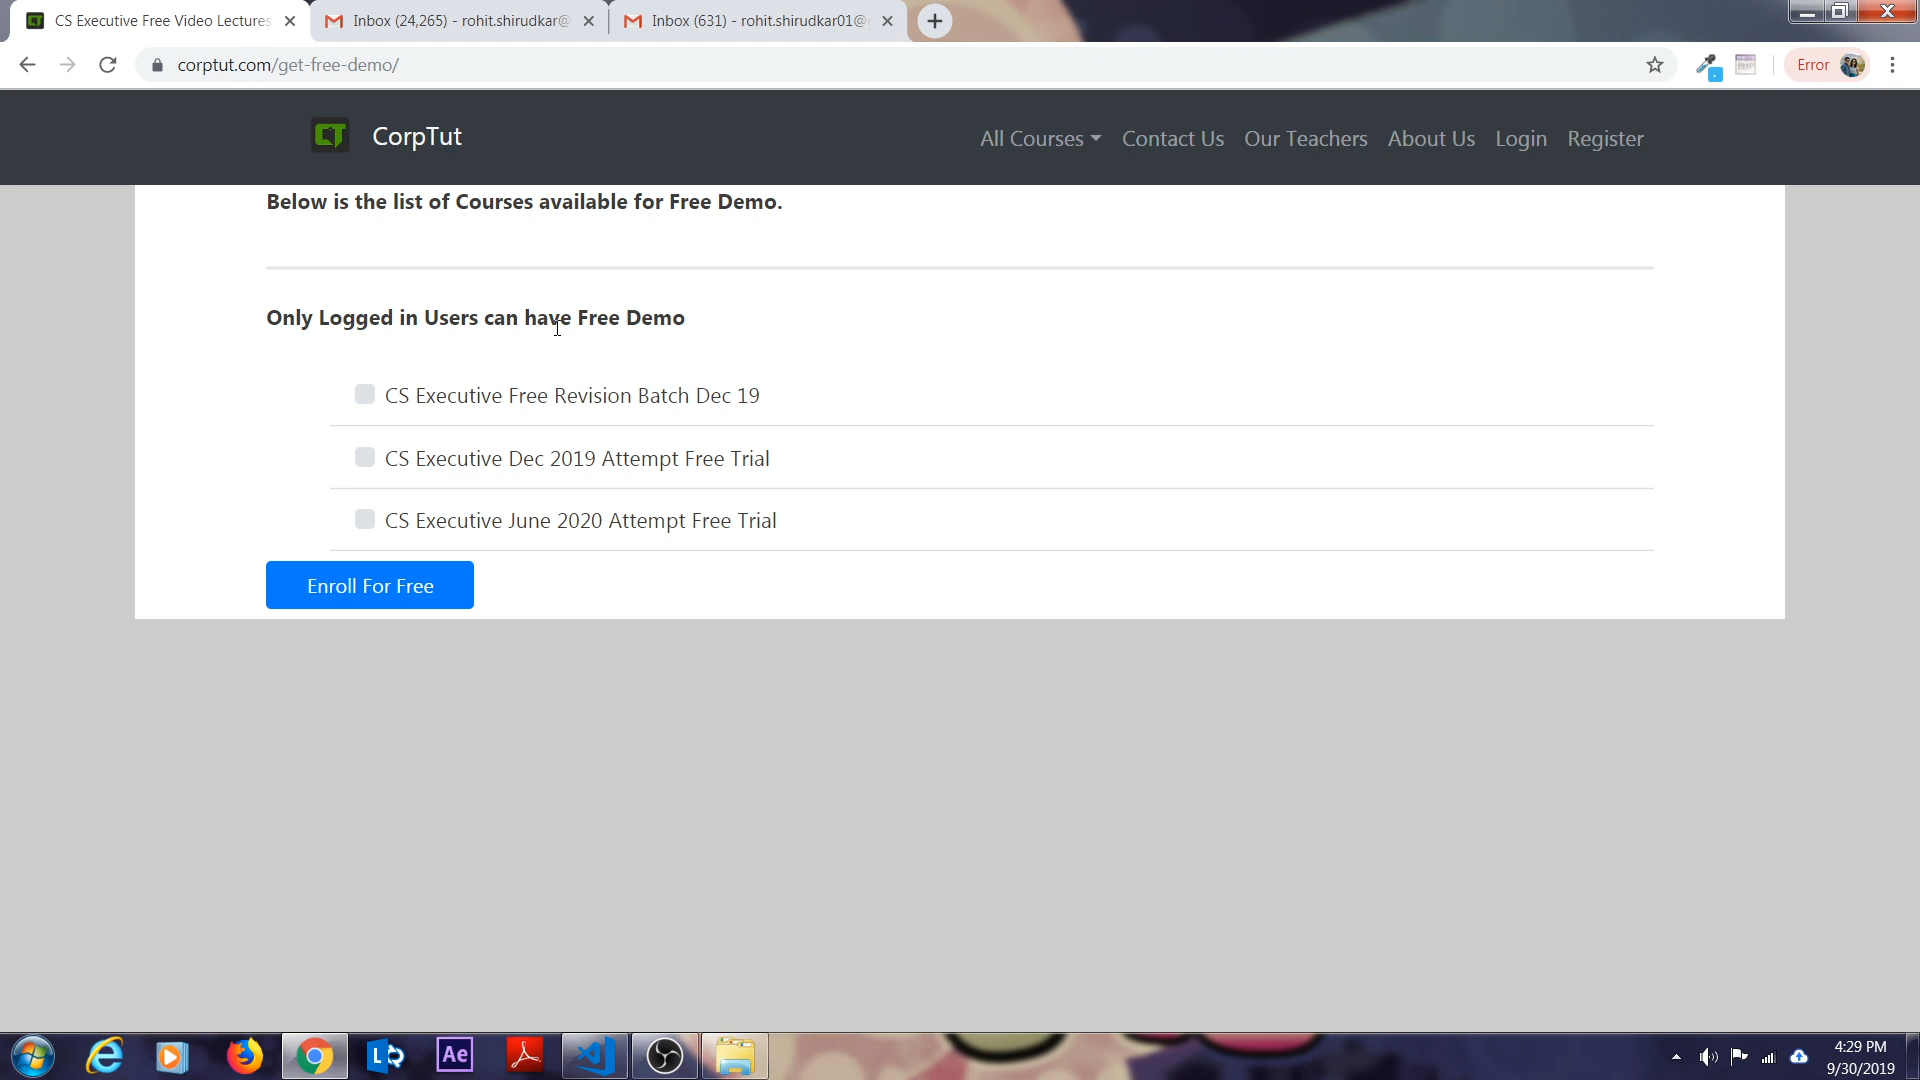 CS Executive Free Video Lectures
Inbox (24,265) - rohit.shirudkar@
Inbox (631) - rohit.shirudkar01@
corptut.com/get-free-demo/
Error
CT
CorpTut
All Courses
Contact Us
Our Teachers
About Us
Login
Register
Below is the list of Courses available for Free Demo.
Only Logged in Users can have Free Demo
CS Executive Free Revision Batch Dec 19
CS Executive Dec 2019 Attempt Free Trial
CS Executive June 2020 Attempt Free Trial
Enroll For Free
Ae
4:29 PM
9/30/2019